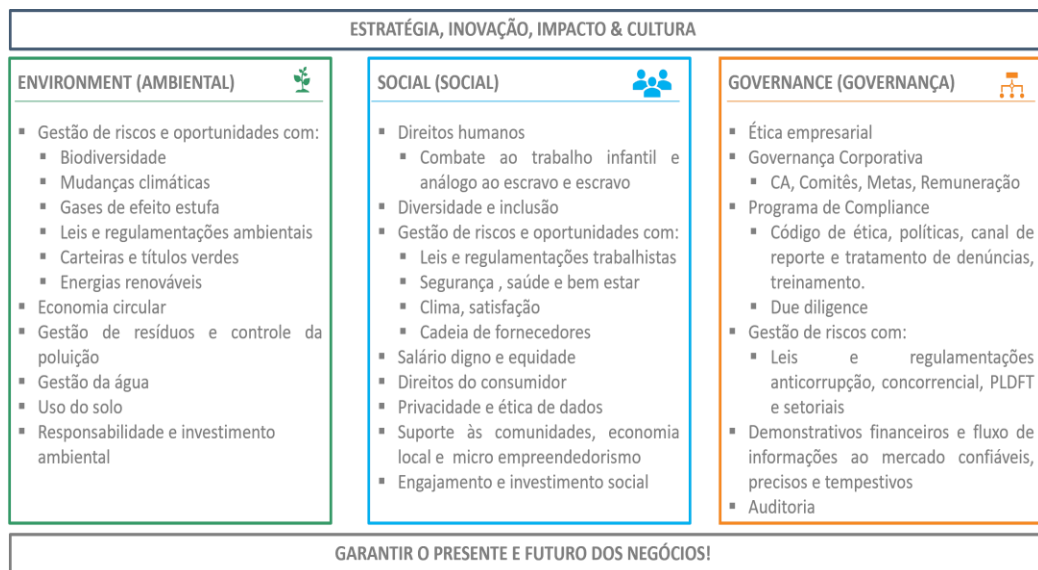 ESTRATÉGIA, INOVAÇÃO, IMPACTO & CULTURA
ENVIRONMENT (AMBIENTAL)
▪ Gestão de riscos e oportunidades com:
▪ Biodiversidade
▪ Mudanças climáticas
▪ Gases de efeito estufa
▪ Leis e regulamentações ambientais
▪ Carteiras e títulos verdes
▪ Energias renováveis
▪ Economia circular
▪ Gestão de resíduos e controle da
poluição
▪ Gestão da água
▪ Uso do solo
▪ Responsabilidade e investimento
ambiental
SOCIAL (SOCIAL)
▪ Direitos humanos
▪ Combate ao trabalho infantil e
análogo ao escravo e escravo
▪ Diversidade e inclusão
▪ Gestão de riscos e oportunidades com:
▪ Leis e regulamentações trabalhistas
▪ Segurança , saúde e bem estar
▪ Clima, satisfação
▪ Cadeia de fornecedores
▪ Salário digno e equidade
▪ Direitos do consumidor
▪ Privacidade e ética de dados
▪ Suporte às comunidades, economia
local e micro empreendedorismo
▪ Engajamento e investimento social
GOVERNANCE (GOVERNANÇA)
▪ Ética empresarial
▪ Governança Corporativa
▪ CA, Comitês, Metas, Remuneração
▪ Programa de Compliance
▪ Código de ética, políticas, canal de
reporte e tratamento de denúncias,
treinamento.
▪ Due diligence
▪ Gestão de riscos com:
▪ Leis e regulamentações
anticorrupção, concorrencial, PLDFT
e setoriais
▪ Demonstrativos financeiros e fluxo de
informações ao mercado confiáveis,
precisos e tempestivos
▪ Auditoria
GARANTIR O PRESENTE E FUTURO DOS NEGÓCIOS!